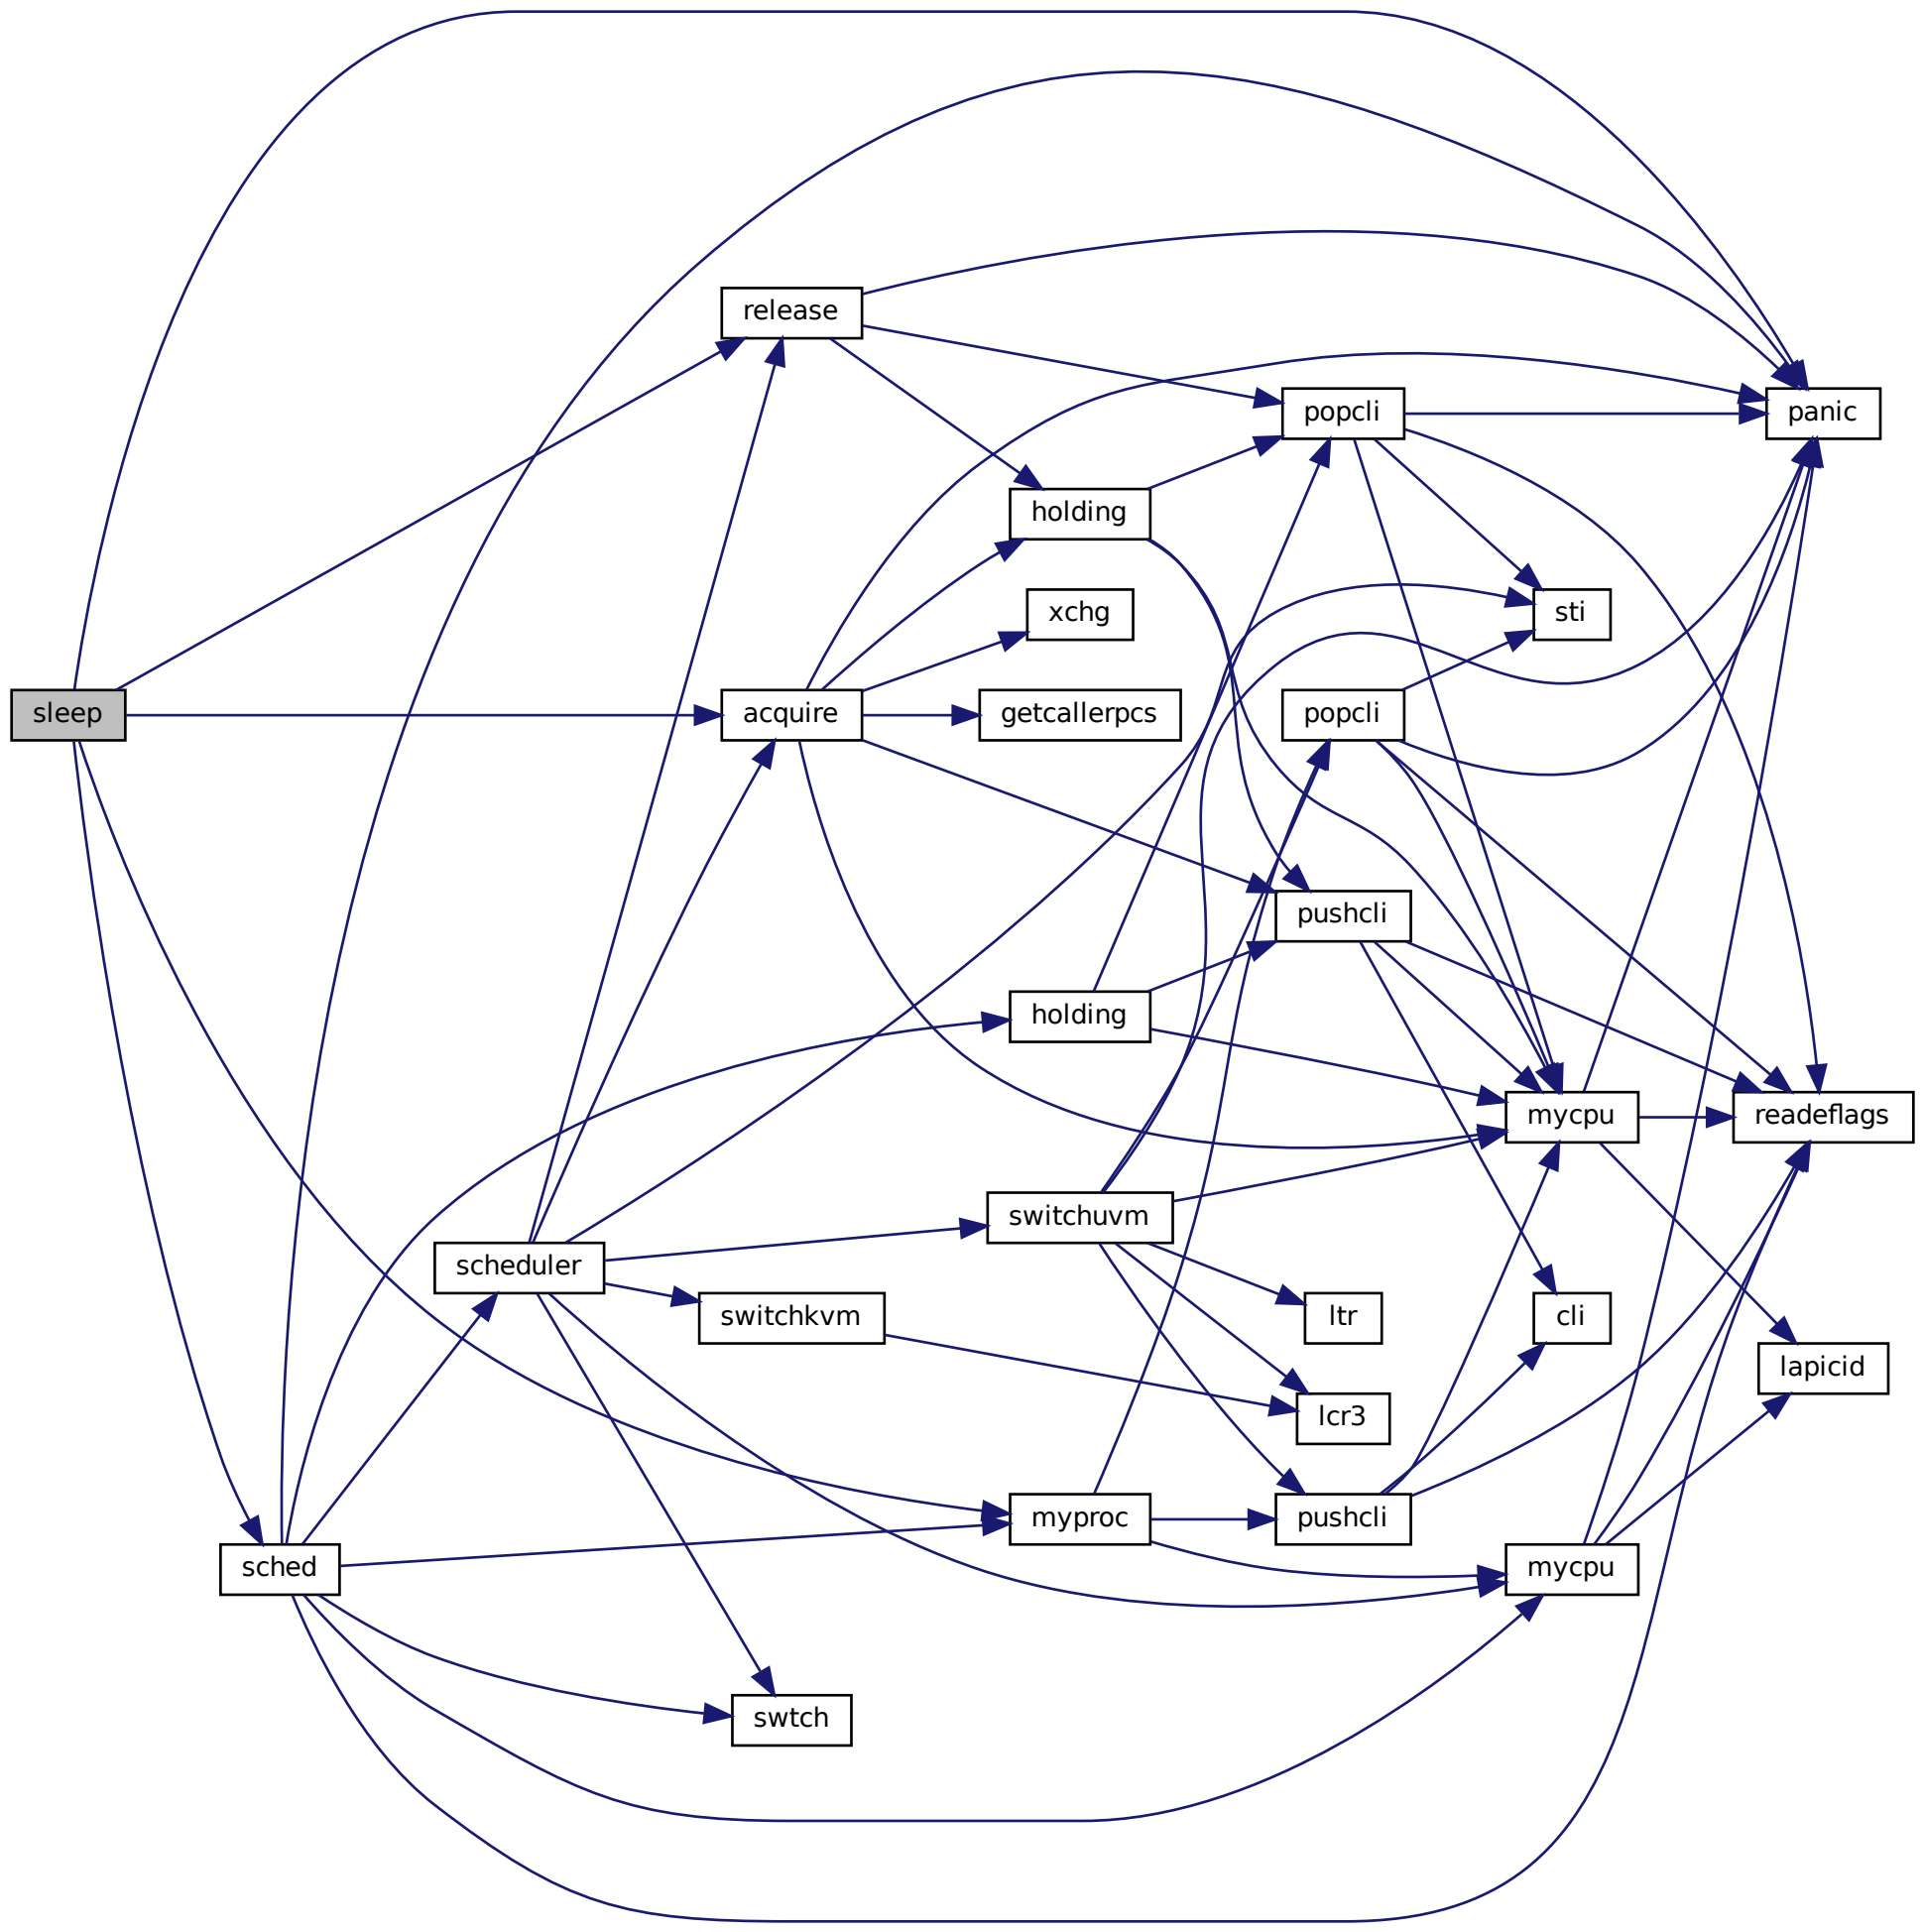 release
popcli
panic
holding
xchg
sti
sleep
acquire
getcallerpcs
popcli
pushcli
holding
mycpu
readeflags
switchuvm
scheduler
switchkvm
ltr
cli
lapicid
lcr3
myproc
pushcli
sched
mycpu
swtch